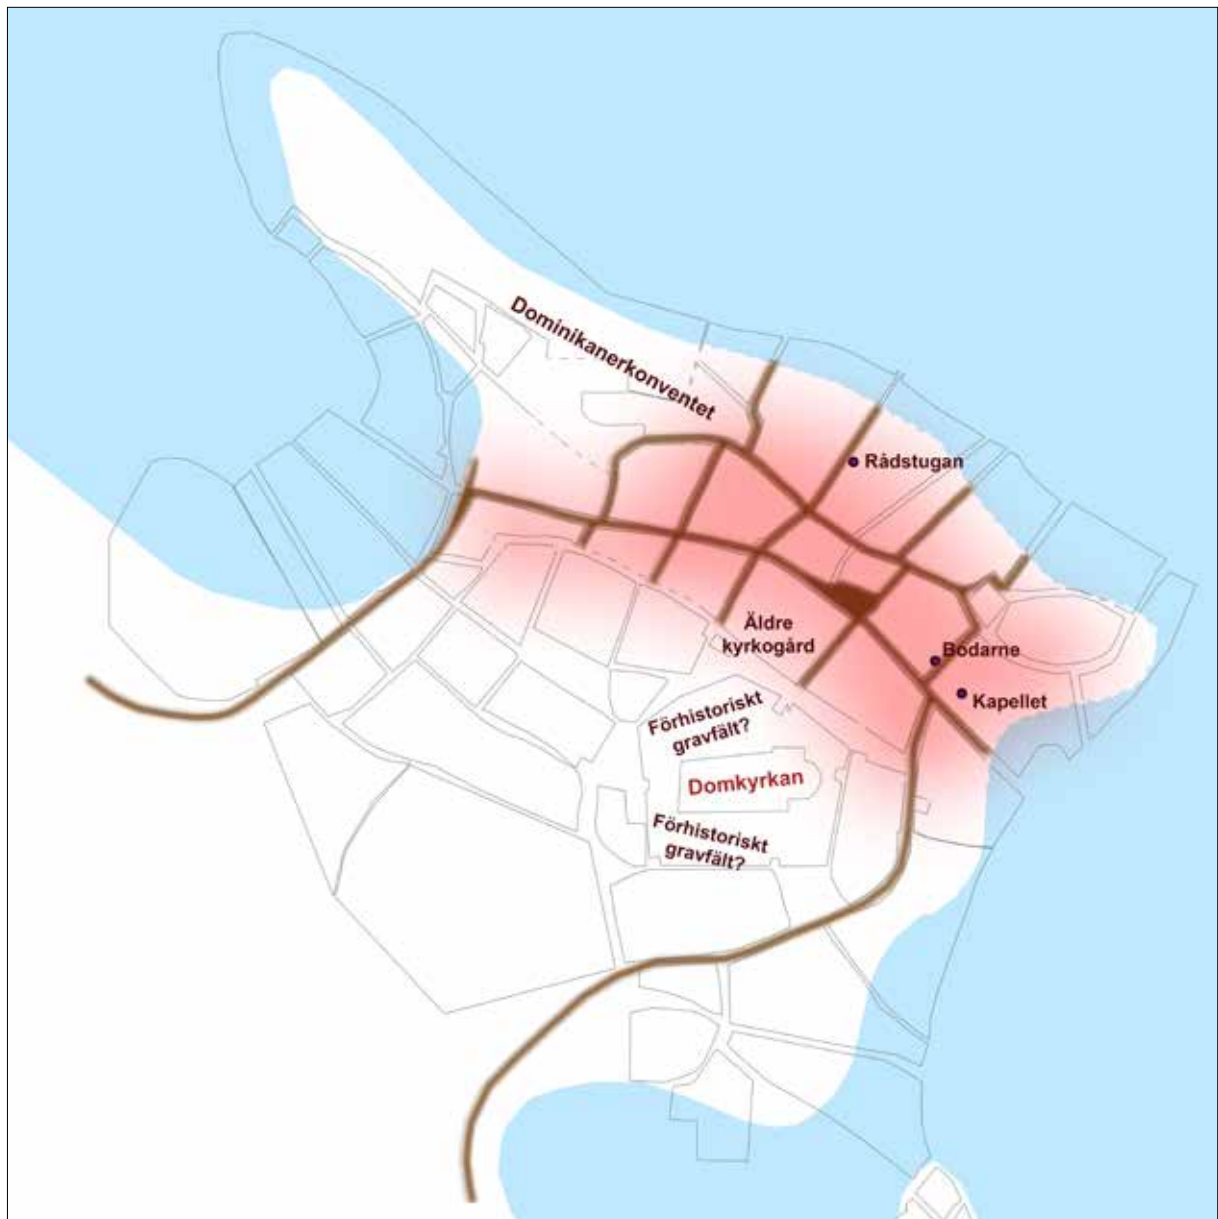 Dominikanerkonventet
Rådstugan
Äldre
kyrkogård
Bodarne
Kapellet
Förhistoriskt
gravfält?
Domkyrkan
Förhistoriskt
gravfält?